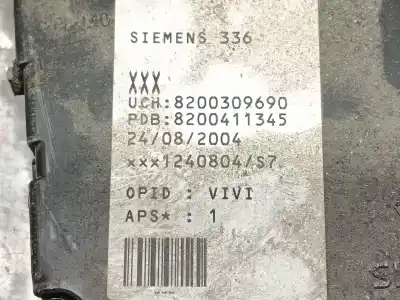 SIEMENS 336
XXX
UCH:8200309690
PDB:8200411345
24/08/2004
xxx1240804/S7
OPID : VIVI
APS* : 1